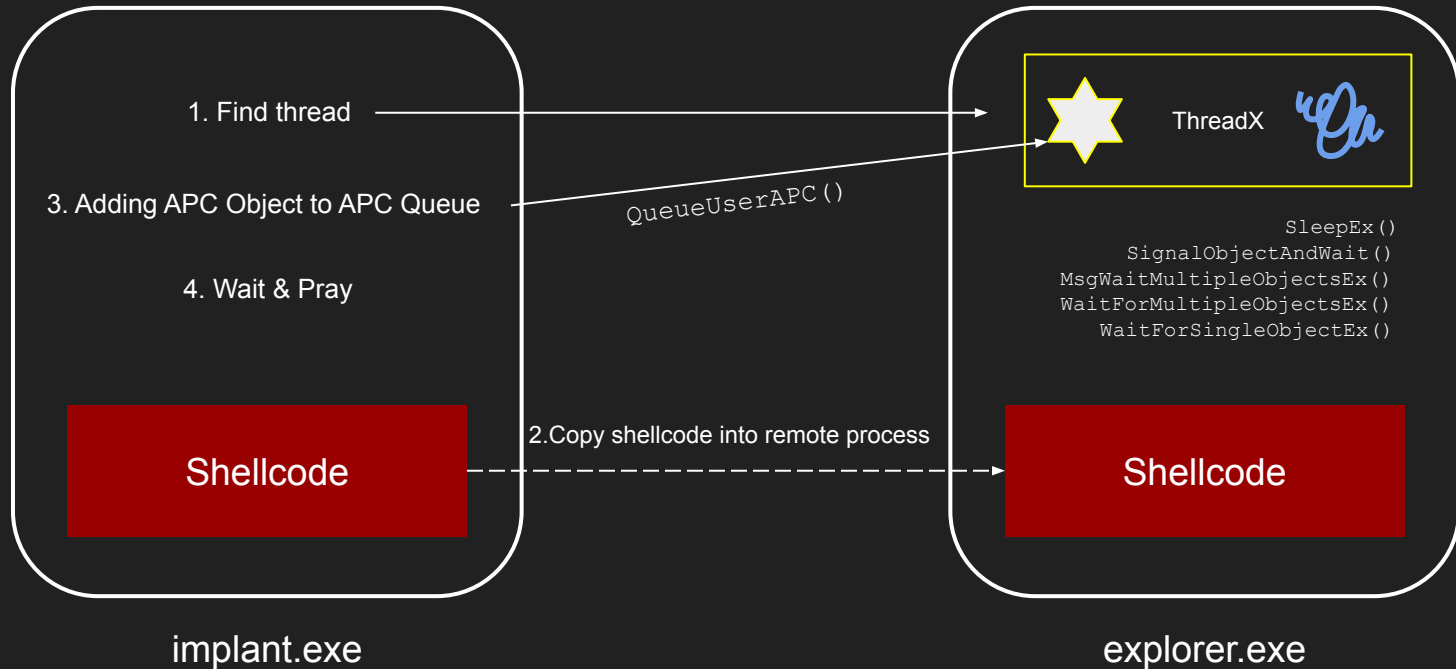 1. Find thread
ThreadX
3. Adding APC Object to APC Queue
QueueUserAPC()
4. Wait & Pray
SleepEx()
SignalObjectAndWait()
MsgWaitMultipleObjectsEx()
WaitForMultipleObjectsEx()
WaitForSingleObjectEx()
Shellcode
2.Copy shellcode into remote process
Shellcode
implant.exe
explorer.exe